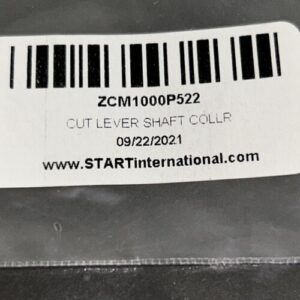 ZCM1000P522
CUT LEVER SHAFT COLLR
09/22/2021
www.STARTinternational.com